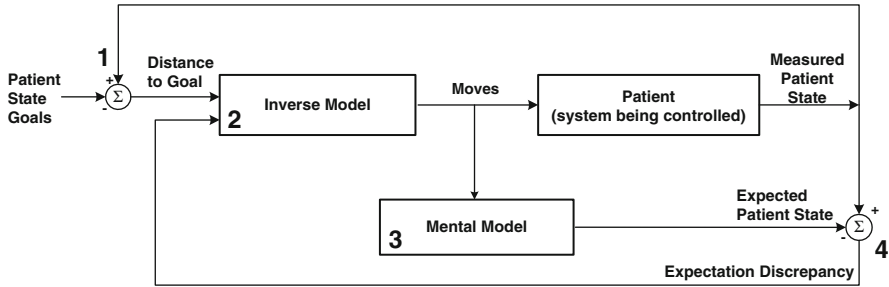 1
Patient
State
Goals
+
Σ
-
Distance
to Goal
2
Inverse Model
Moves
Patient
(system being controlled)
Measured
Patient
State
3
Mental Model
Expected
Patient State
+
Σ
-
4
Expectation Discrepancy